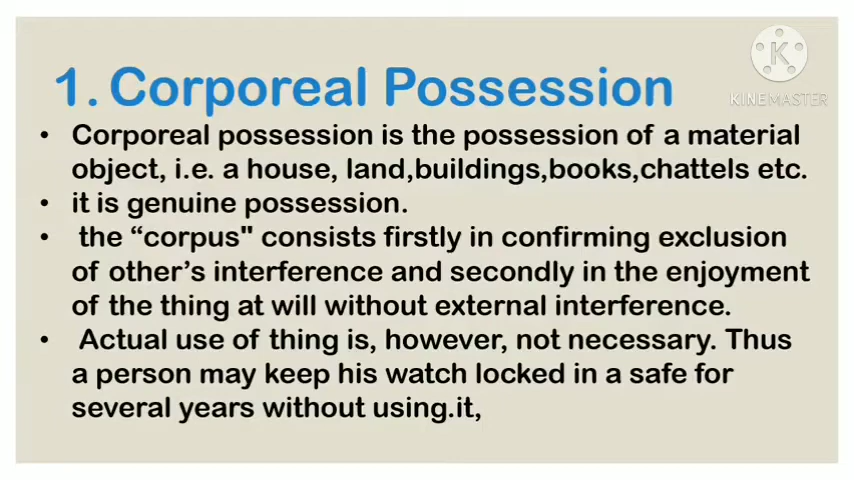 K
KINEMASTER
1. Corporeal Possession
• Corporeal possession is the possession of a material
object, i.e. a house, land,buildings,books,chattels etc.
• it is genuine possession.
• the “corpus" consists firstly in confirming exclusion
of other’s interference and secondly in the enjoyment
of the thing at will without external interference.
• Actual use of thing is, however, not necessary. Thus
a person may keep his watch locked in a safe for
several years without using.it,